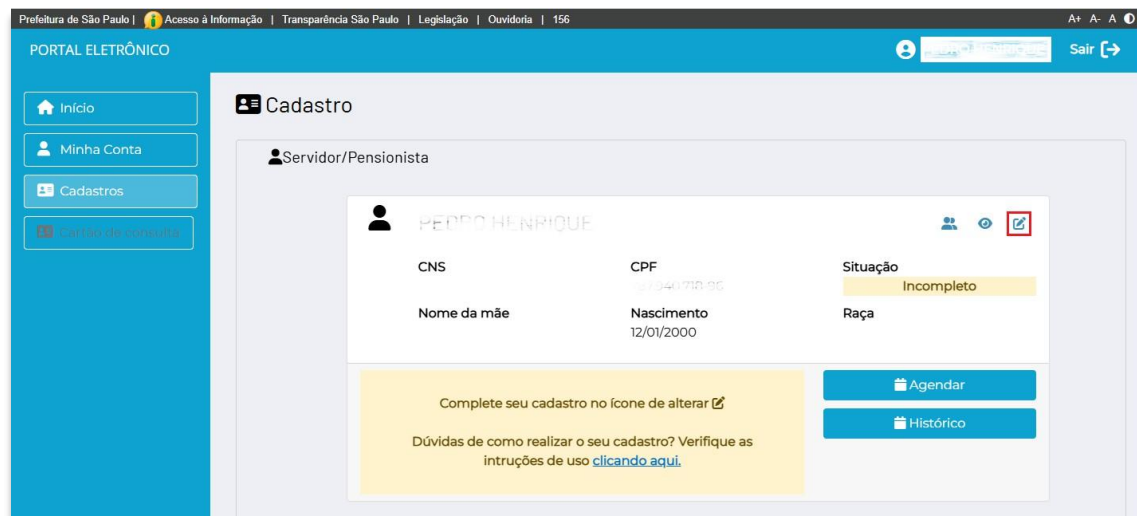 Prefeitura de São Paulo | Acesso à Informação | Transparência São Paulo | Legislação | Ouvidoria | 156 A+ A- A
PORTAL ELETRÔNICO Sair
Início
Minha Conta
Cadastros
Cartão de consulta
Cadastro
Servidor/Pensionista
PEDRO HENRIQUE
CNS CPF Situação
Incompleto
Nome da mãe Nascimento Raça
12/01/2000
Complete seu cadastro no ícone de alterar
Dúvidas de como realizar o seu cadastro? Verifique as
intruções de uso clicando aqui.
Agendar
Histórico